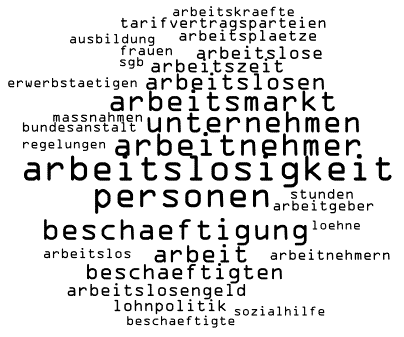 arbeitskraefte
tarifvertragsparteien
ausbildung arbeitsplaetze
frauen arbeitslose
sgb arbeitszeit
erwerbstaetigen arbeitslosen
arbeitsmarkt
massnahmen unternehmen
bundesanstalt
regelungen arbeitnehmer
arbeitslosigkeit
personen stunden
arbeitgeber
beschaeftigung loehne
arbeitslos arbeit arbeitnehmern
beschaeftigten
arbeitslosengeld
lohnpolitik sozialhilfe
beschaeftigte